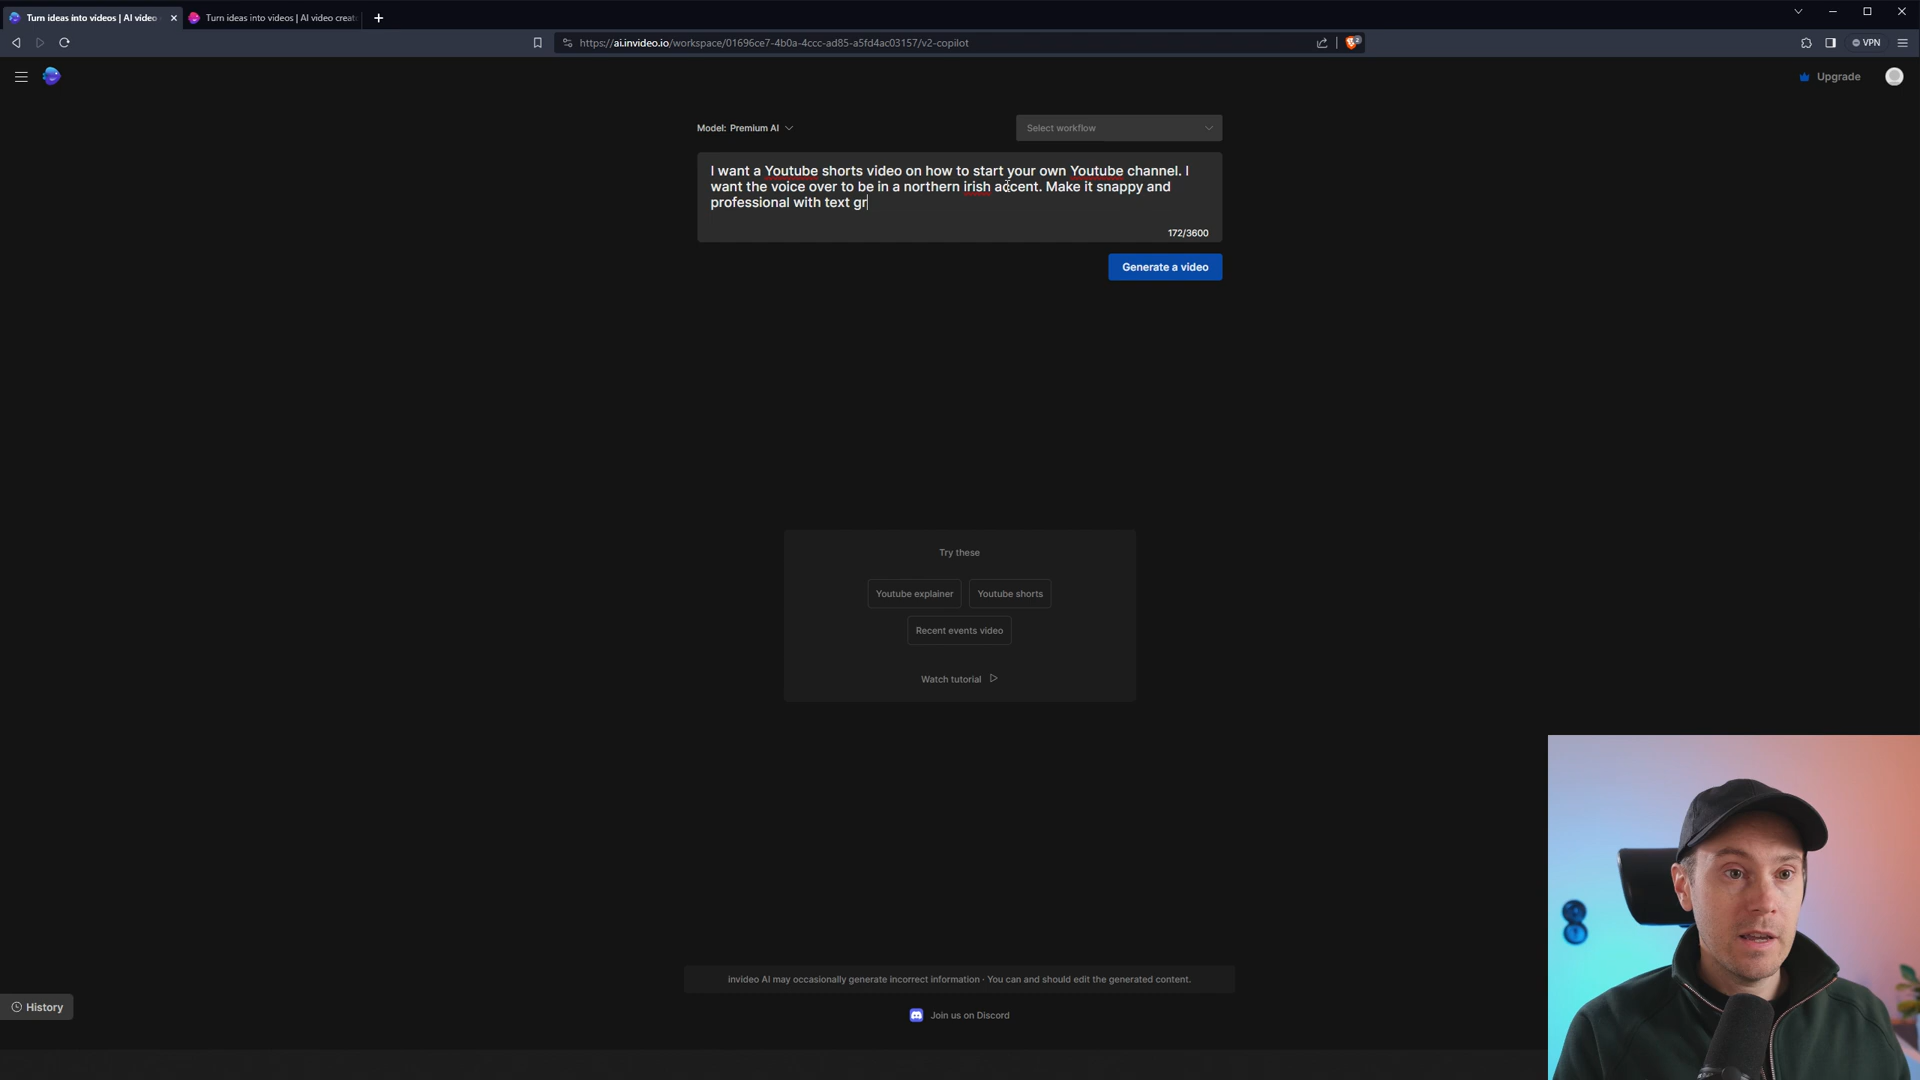 Turn ideas into videos | AI video
Turn ideas into videos | AI video creat
https://ai.invideo.io/workspace/01696ce7-4b0a-4ccc-ad85-a5fd4ac03157/v2-copilot
2
VPN
Upgrade
Model: Premium AI
Select workflow
I want a Youtube shorts video on how to start your own Youtube channel. I
want the voice over to be in a northern irish accent. Make it snappy and
professional with text gr
172/3600
Generate a video
Try these
Youtube explainer
Youtube shorts
Recent events video
Watch tutorial
invideo AI may occasionally generate incorrect information · You can and should edit the generated content.
History
Join us on Discord